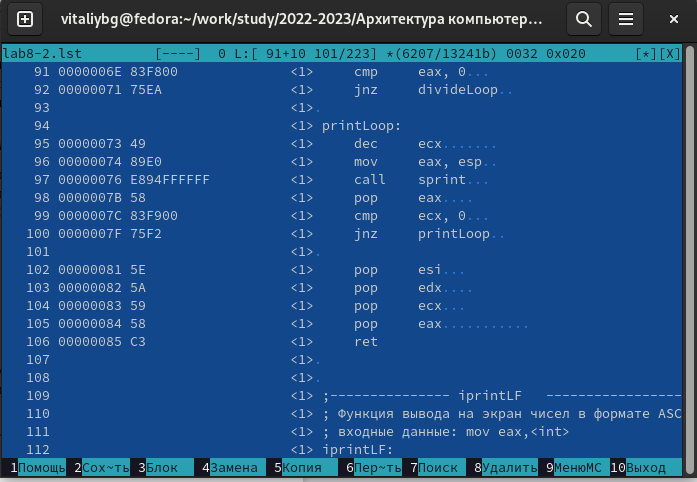 vitaliybg@fedora:~/work/study/2022-2023/Архитектура компьютер...
lab8-2.lst [----] 0 L:[ 91+10 101/223] *(6207/13241b) 0032 0x020 [*][X]
91 0000006E 83F800 <1> cmp eax, 0...
92 00000071 75EA <1> jnz divideLoop..
93 <1>.
94 <1> printLoop:
95 00000073 49 <1> dec ecx.......
96 00000074 89E0 <1> mov eax, esp..
97 00000076 E894FFFFFF <1> call sprint...
98 0000007B 58 <1> pop eax....
99 0000007C 83F900 <1> cmp ecx, 0...
100 0000007F 75F2 <1> jnz printLoop..
101 <1>.
102 00000081 5E <1> pop esi....
103 00000082 5A <1> pop edx....
104 00000083 59 <1> pop ecx...
105 00000084 58 <1> pop eax...........
106 00000085 C3 <1> ret
107 <1>.
108 <1>.
109 <1> ;--------------- iprintLF -----------------
110 <1> ; Функция вывода на экран чисел в формате ASC
111 <1> ; входные данные: mov eax,<int>
112 <1> iprintLF:
1Помощь 2Сох~ть 3Блок 4Замена 5Копия 6Пер~ть 7Поиск 8Удалить 9МенюMC 10Выход